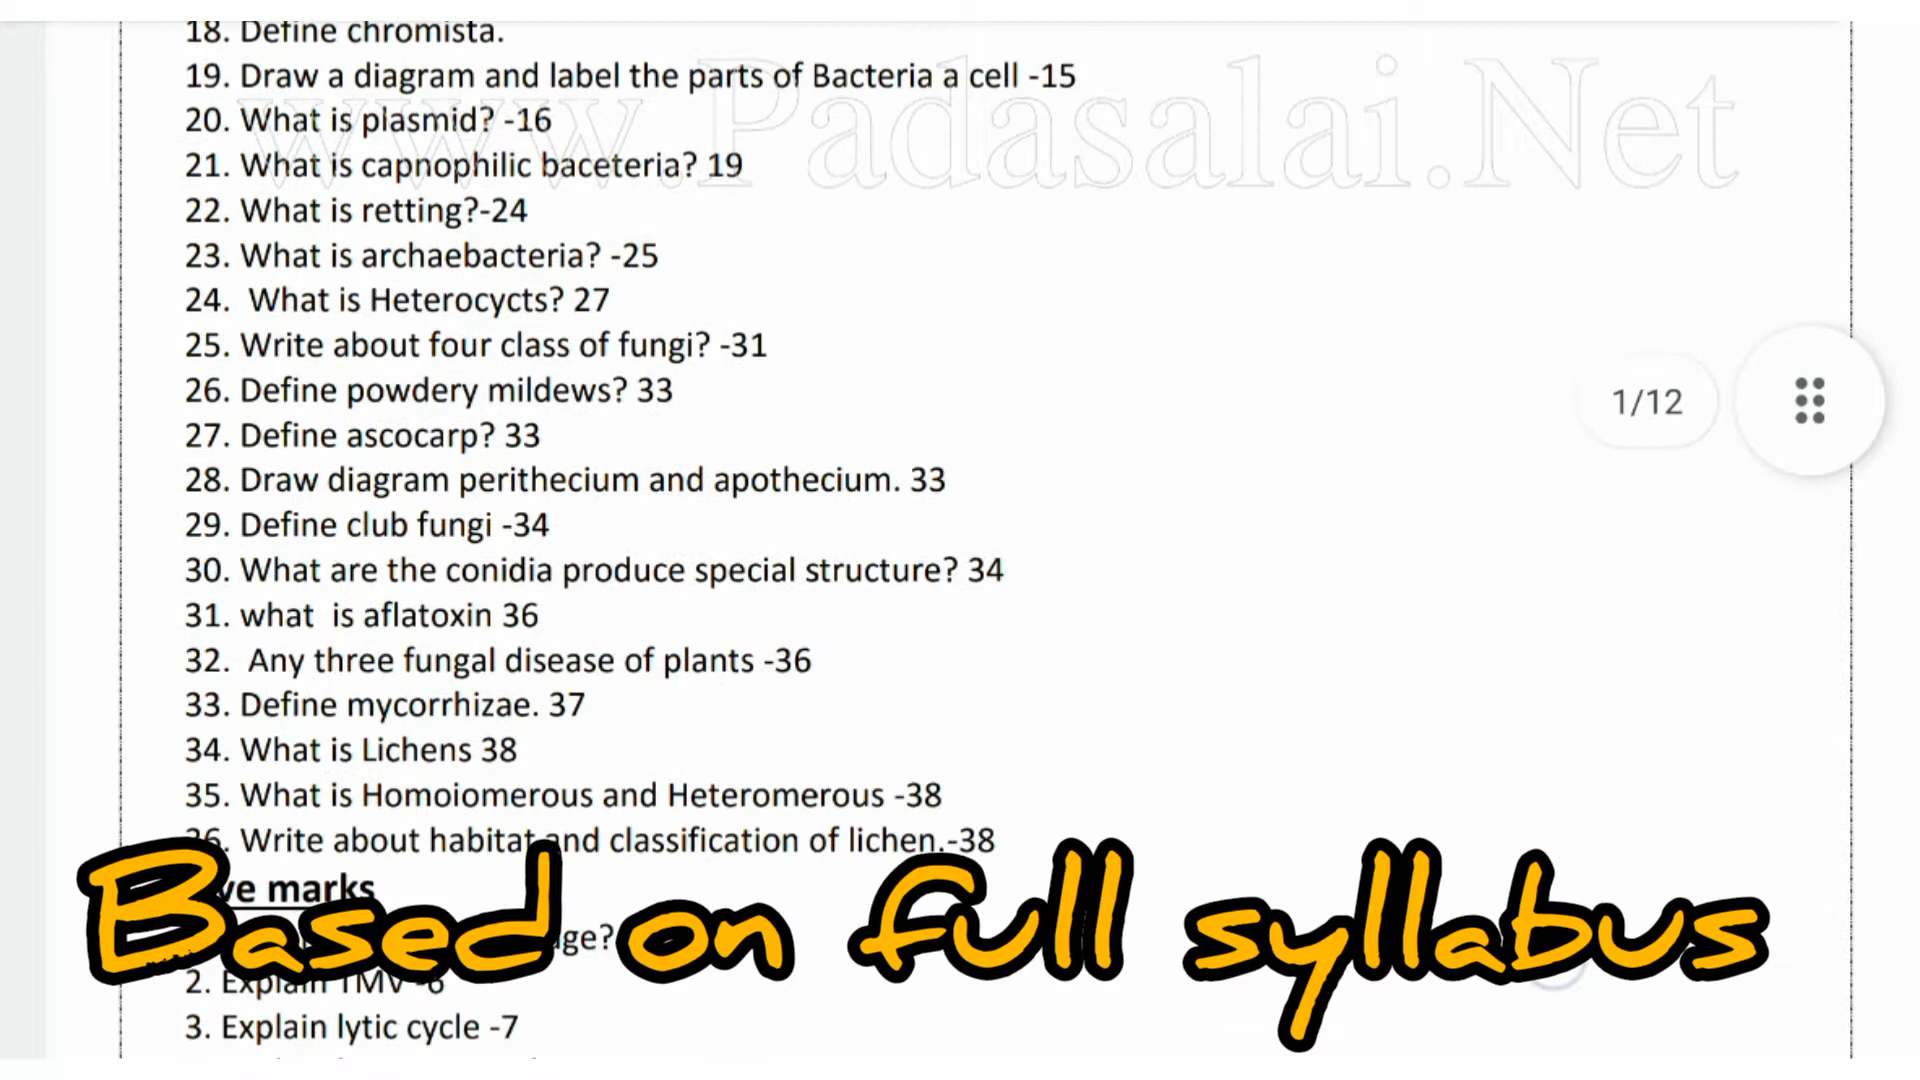 18. Define chromista.
19. Draw a diagram and label the parts of Bacteria a cell -15
www.Padasalai.Net
20. What is plasmid? -16
21. What is capnophilic baceteria? 19
22. What is retting?-24
23. What is archaebacteria? -25
24. What is Heterocycts? 27
25. Write about four class of fungi? -31
26. Define powdery mildews? 33
1/12
27. Define ascocarp? 33
28. Draw diagram perithecium and apothecium. 33
29. Define club fungi -34
30. What are the conidia produce special structure? 34
31. what is aflatoxin 36
32. Any three fungal disease of plants -36
33. Define mycorrhizae. 37
34. What is Lichens 38
35. What is Homoiomerous and Heteromerous -38
36. Write about habitat and classification of lichen.-38
marks
Based on full syllabus
2. Explain TMV -6
3. Explain lytic cycle -7